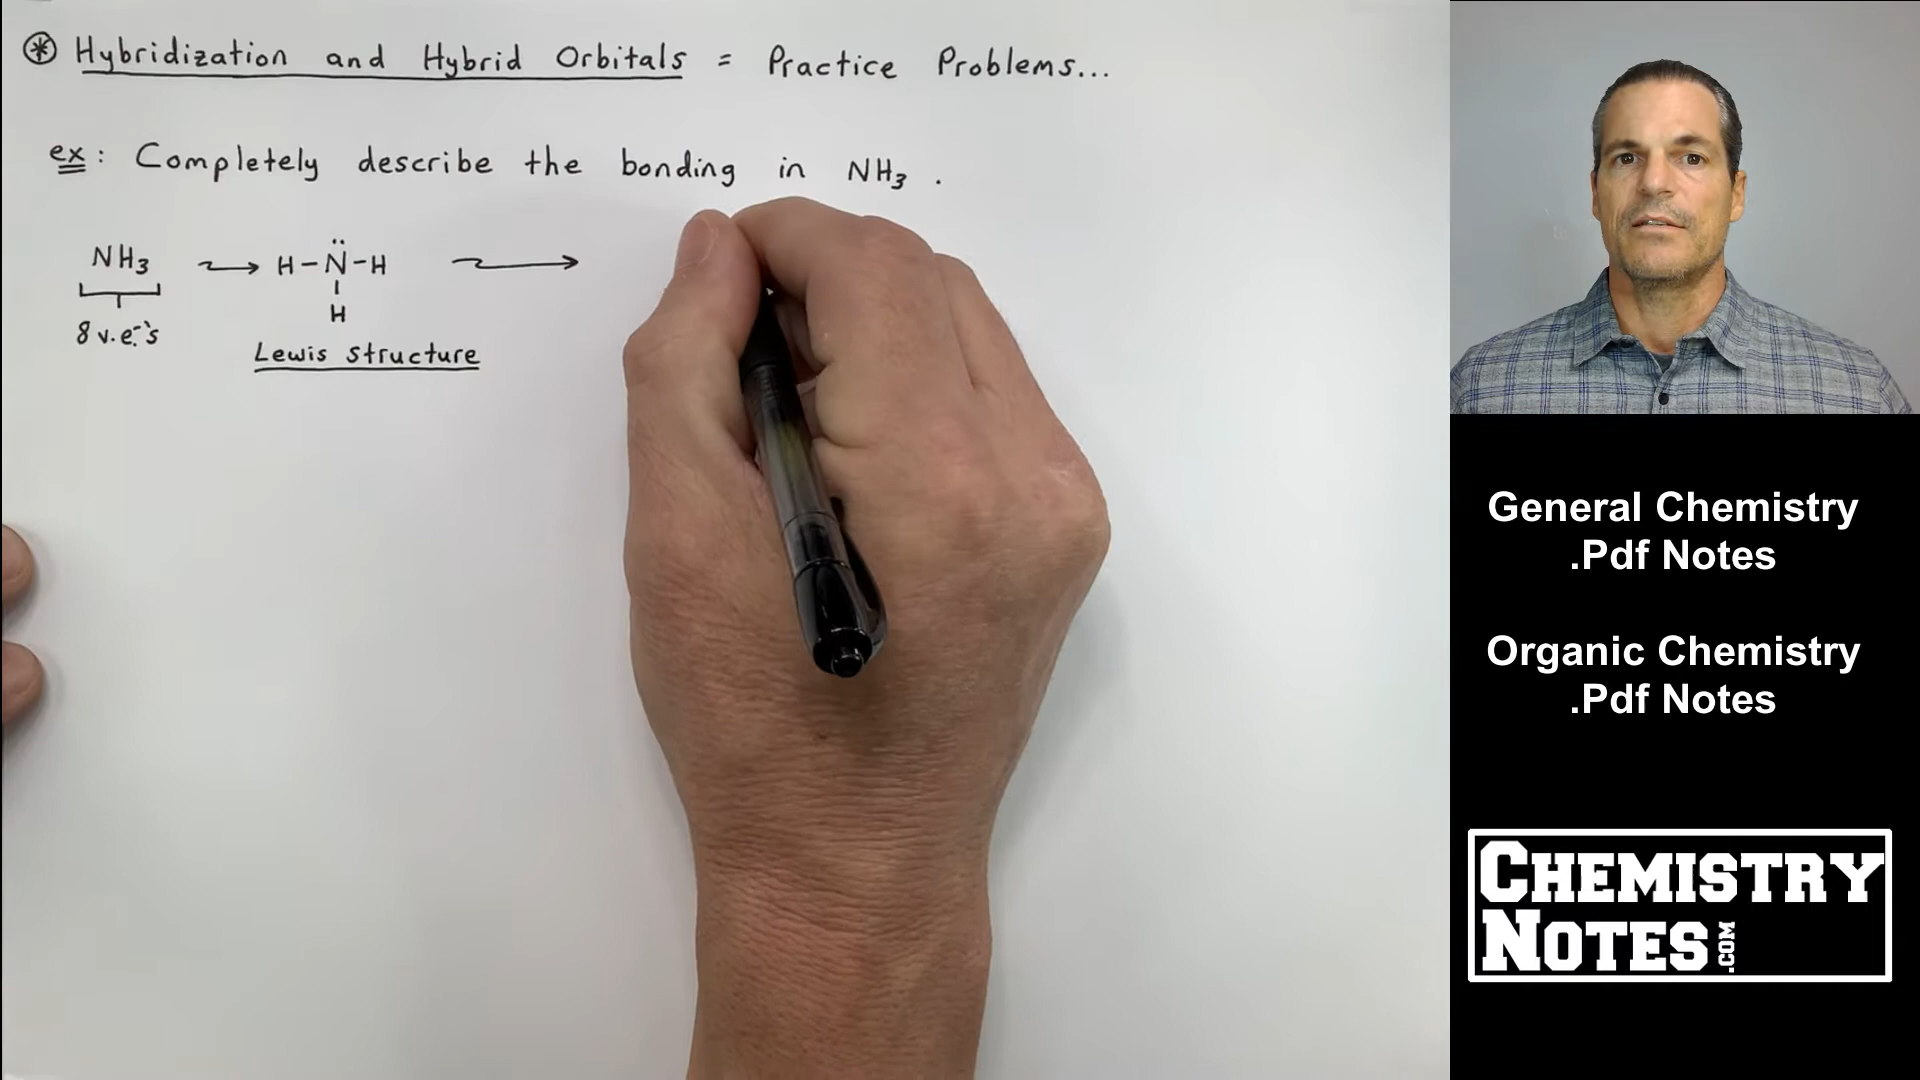 ⊛ Hybridization and Hybrid Orbitals = Practice Problems...
ex: Completely describe the bonding in NH₃ .
NH₃ → H–N̈–H →
H
8 v.e⁻'s
Lewis structure
General Chemistry
.Pdf Notes
Organic Chemistry
.Pdf Notes
CHEMISTRY
NOTES.COM